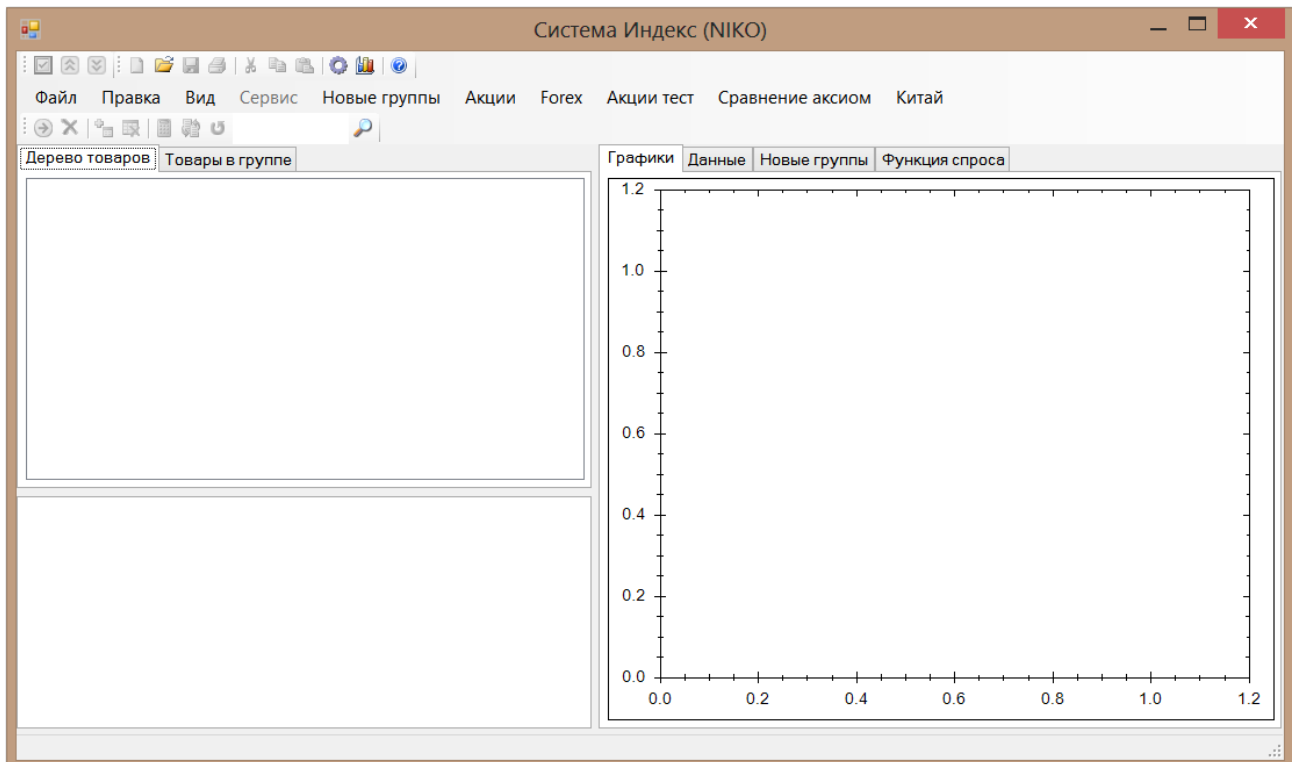 Система Индекс (NIKO)
Файл Правка Вид Сервис Новые группы Акции Forex Акции тест Сравнение аксиом Китай
Дерево товаров Товары в группе
Графики Данные Новые группы Функция спроса
1.2
1.0
0.8
0.6
0.4
0.2
0.0
0.0 0.2 0.4 0.6 0.8 1.0 1.2